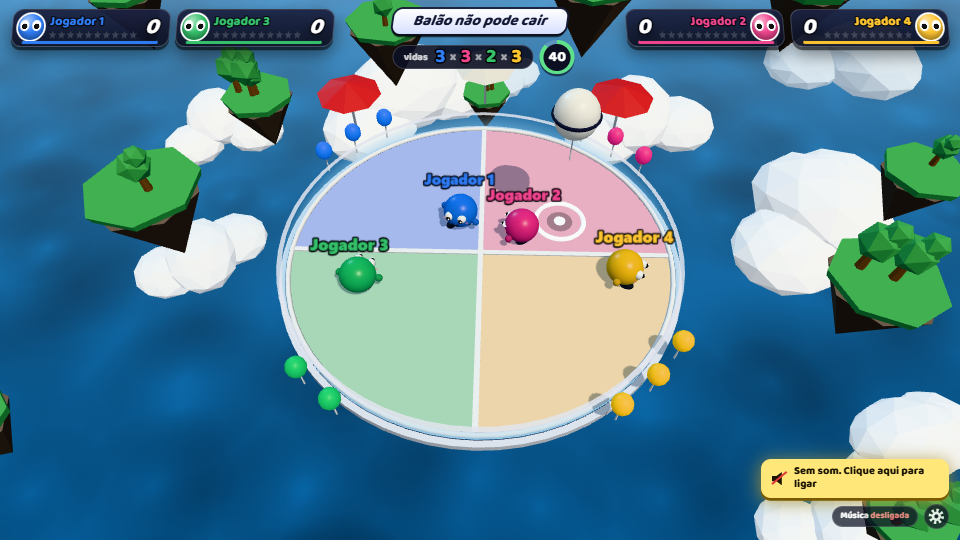 Jogador 1 0
Jogador 3 0
Balão não pode cair
0 Jogador 2
0 Jogador 4
vidas 3 x 3 x 2 x 3
40
Jogador 1
Jogador 2
Jogador 3
Jogador 4
Sem som. Clique aqui para
ligar
Música desligada